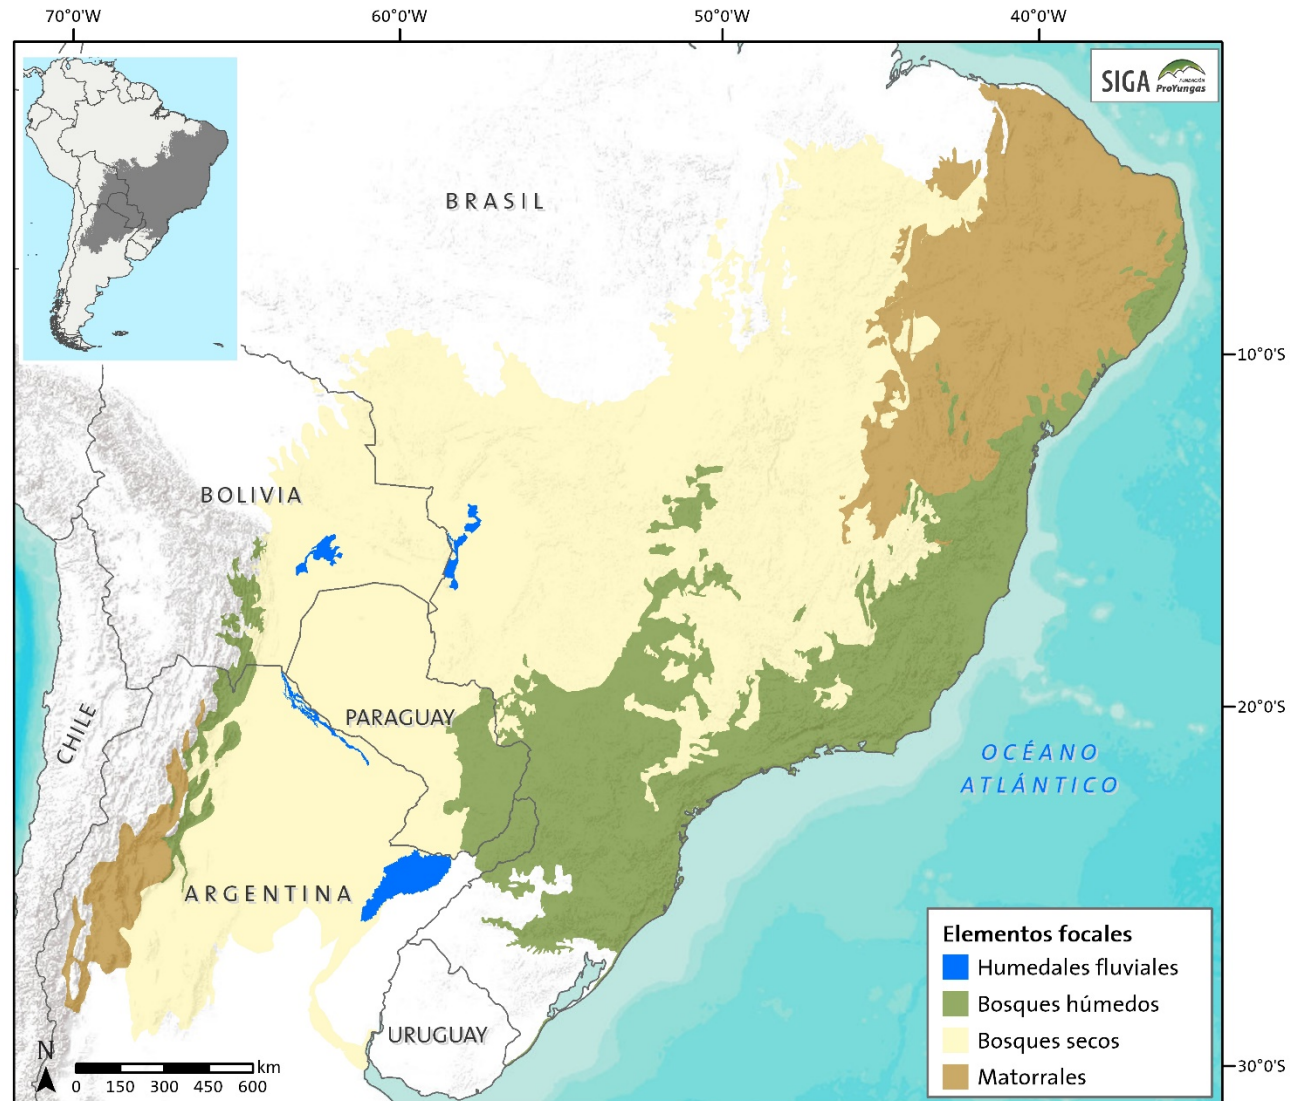 70°0'W 60°0'W 50°0'W 40°0'W
SIGA FUNDACIÓN
ProYungas
BRASIL
10°0'S
BOLIVIA
PARAGUAY
20°0'S
CHILE
OCÉANO
ATLÁNTICO
ARGENTINA
URUGUAY
Elementos focales
Humedales fluviales
Bosques húmedos
Bosques secos
Matorrales
N
km
0 150 300 450 600
30°0'S